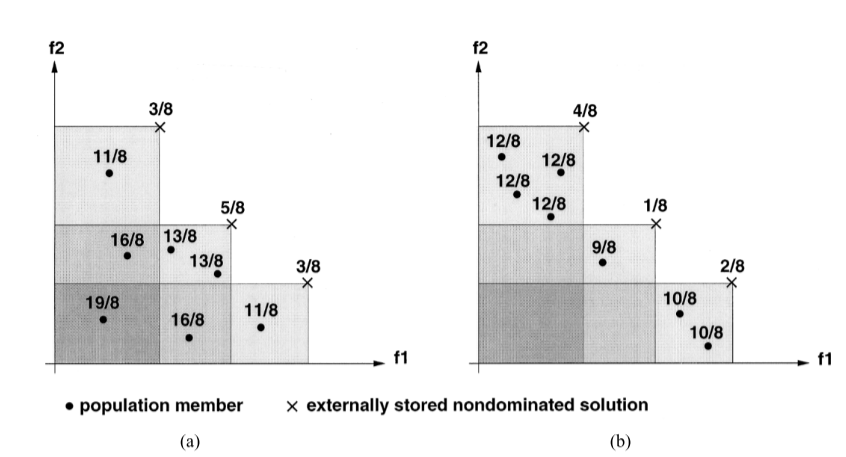 f2
3/8
11/8
5/8
16/8
13/8
13/8
3/8
19/8
16/8
11/8
f1
f2
4/8
12/8
12/8
12/8
12/8
1/8
9/8
2/8
10/8
10/8
f1
population member
externally stored nondominated solution
(a)
(b)